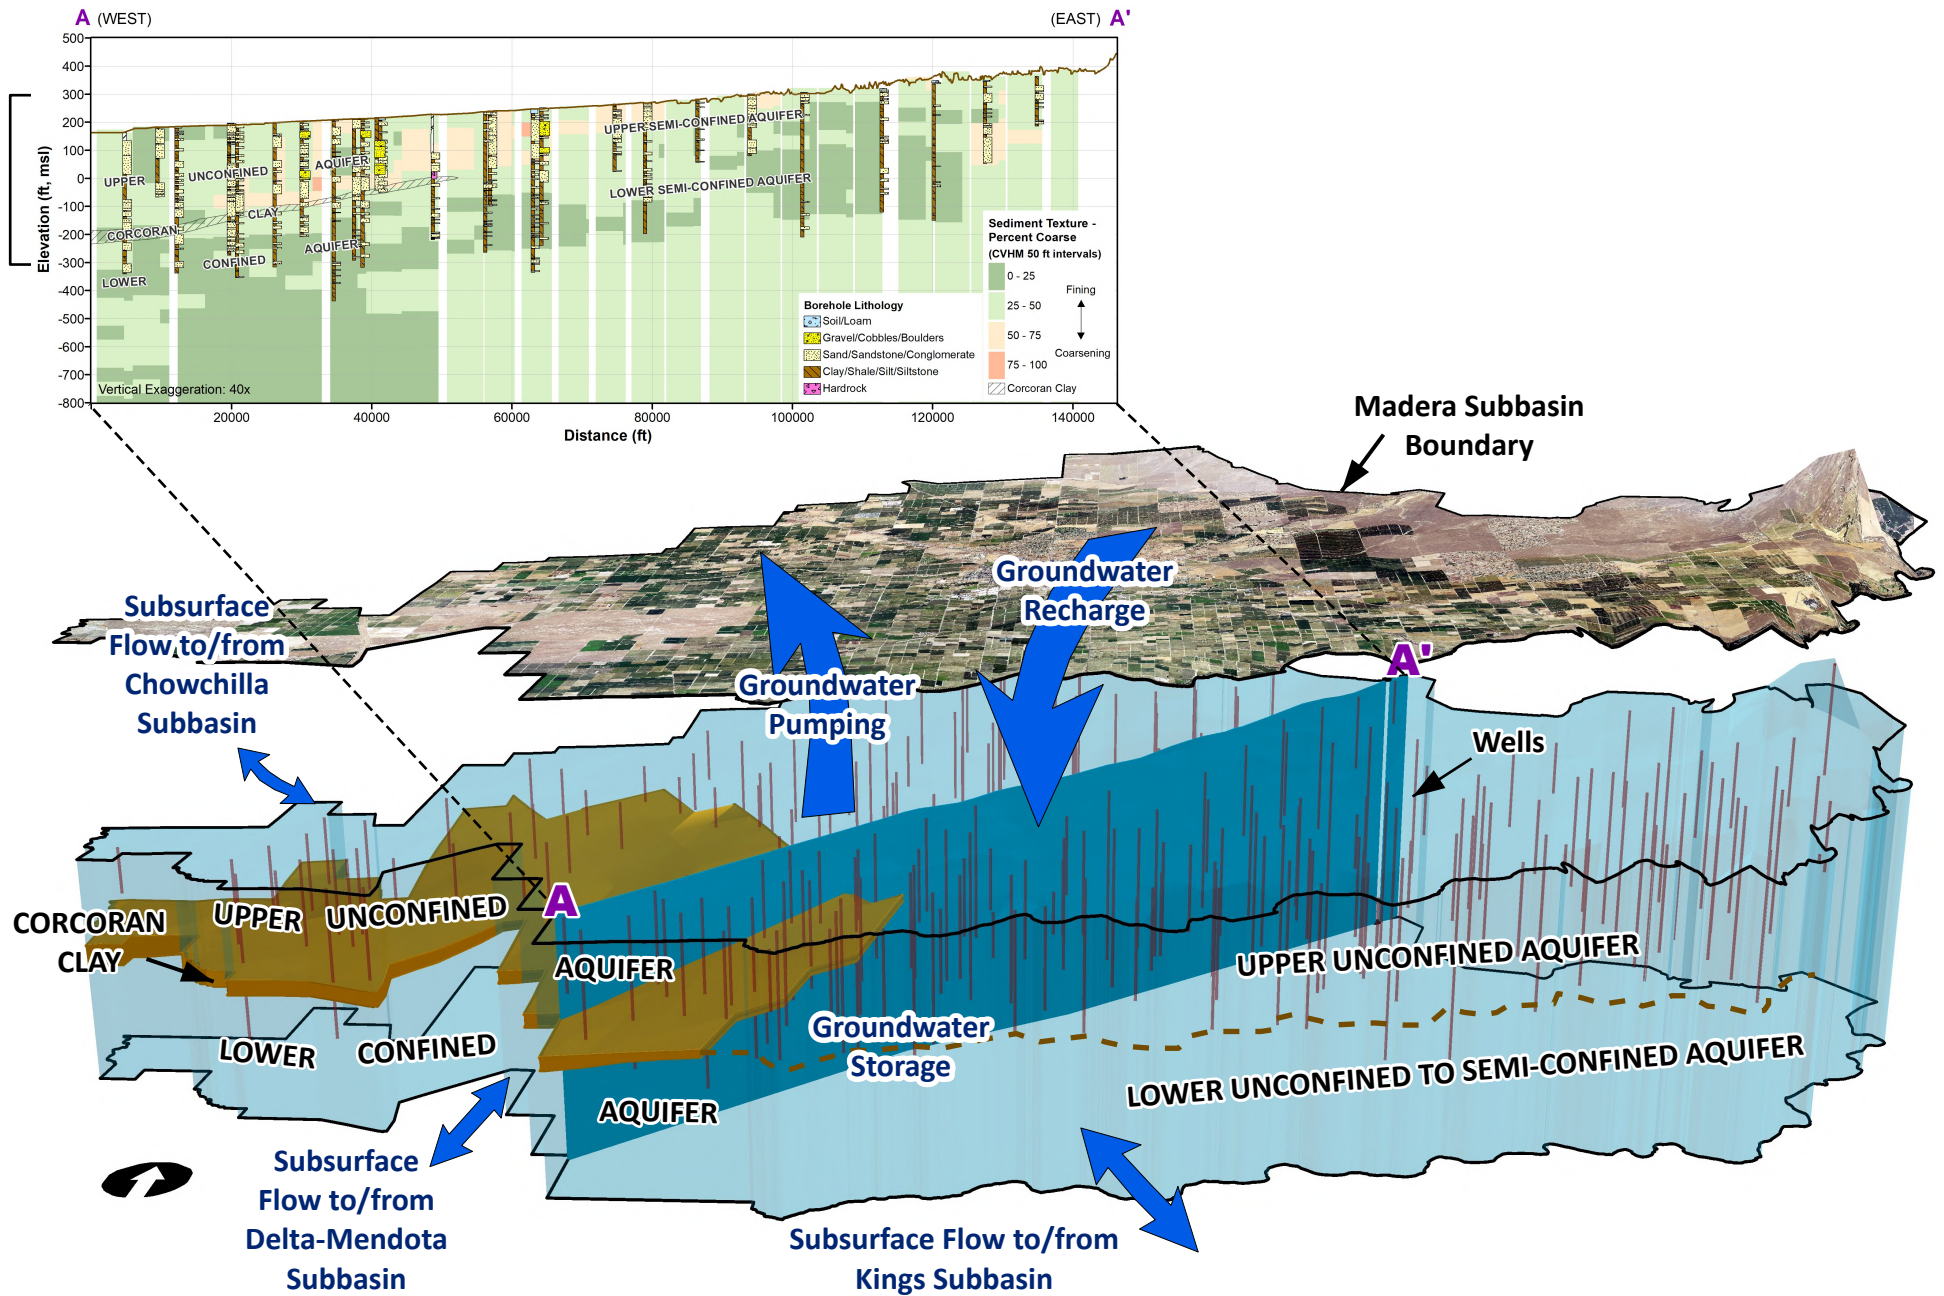 A (WEST)
(EAST) A'
500
400
300
200
100
0
-100
-200
-300
-400
-500
-600
-700
-800
Elevation (ft, msl)
20000
40000
60000
80000
100000
120000
140000
Distance (ft)
Vertical Exaggeration: 40x
UPPER
UNCONFINED
AQUIFER
CORCORAN
CLAY
LOWER
CONFINED
AQUIFER
UPPER SEMI-CONFINED AQUIFER
LOWER SEMI-CONFINED AQUIFER
Borehole Lithology
Soil/Loam
Gravel/Cobbles/Boulders
Sand/Sandstone/Conglomerate
Clay/Shale/Silt/Siltstone
Hardrock
Sediment Texture -
Percent Coarse
(CVHM 50 ft intervals)
0 - 25
25 - 50
50 - 75
75 - 100
Corcoran Clay
Fining
Coarsening
Madera Subbasin
Boundary
Subsurface
Flow to/from
Chowchilla
Subbasin
Groundwater
Pumping
Groundwater
Recharge
A'
Wells
A
CORCORAN
CLAY
UPPER UNCONFINED
AQUIFER
LOWER CONFINED
AQUIFER
Groundwater
Storage
UPPER UNCONFINED AQUIFER
LOWER UNCONFINED TO SEMI-CONFINED AQUIFER
Subsurface
Flow to/from
Delta-Mendota
Subbasin
Subsurface Flow to/from
Kings Subbasin